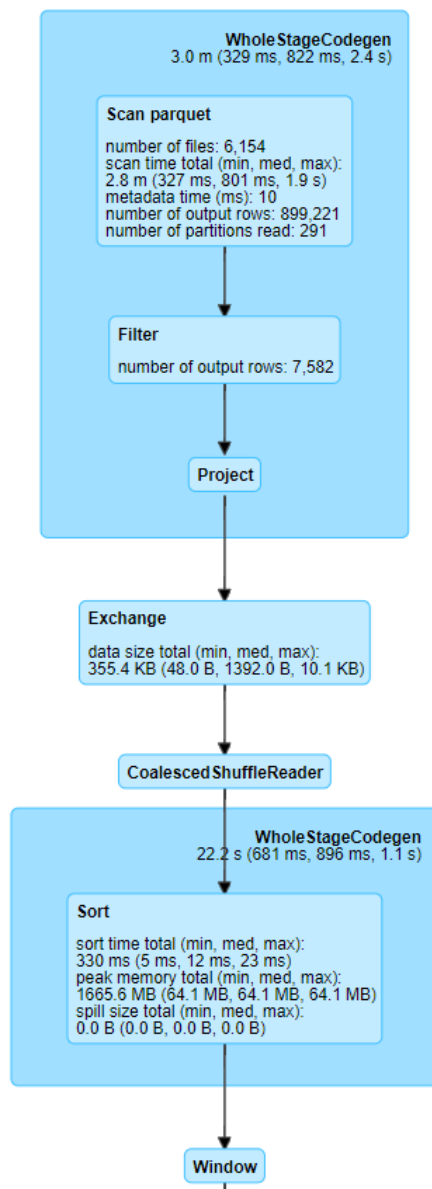 WholeStageCodegen
3.0 m (329 ms, 822 ms, 2.4 s)
Scan parquet
number of files: 6,154
scan time total (min, med, max):
2.8 m (327 ms, 801 ms, 1.9 s)
metadata time (ms): 10
number of output rows: 899,221
number of partitions read: 291
Filter
number of output rows: 7,582
Project
Exchange
data size total (min, med, max):
355.4 KB (48.0 B, 1392.0 B, 10.1 KB)
CoalescedShuffleReader
WholeStageCodegen
22.2 s (681 ms, 896 ms, 1.1 s)
Sort
sort time total (min, med, max):
330 ms (5 ms, 12 ms, 23 ms)
peak memory total (min, med, max):
1665.6 MB (64.1 MB, 64.1 MB, 64.1 MB)
spill size total (min, med, max):
0.0 B (0.0 B, 0.0 B, 0.0 B)
Window